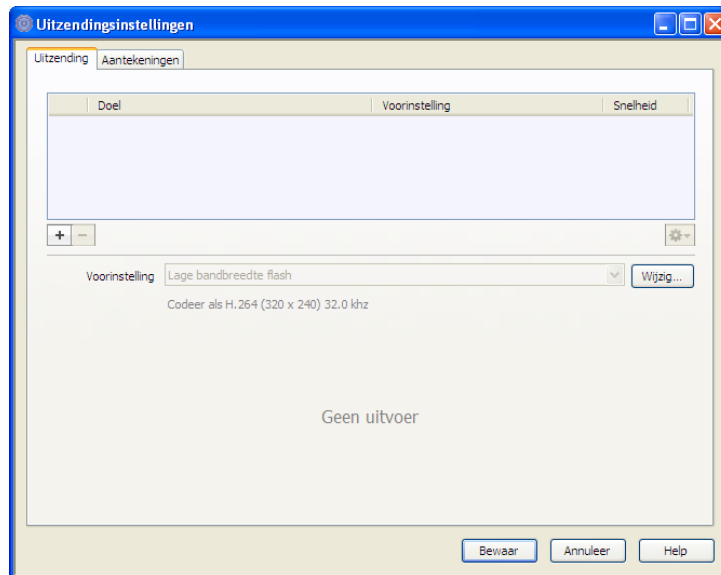 Uitzendingsinstellingen
Uitzending Aantekeningen
Doel Voorinstelling Snelheid
+ −
Voorinstelling Lage bandbreedte flash Wijzig...
Codeer als H.264 (320 x 240) 32.0 khz
Geen uitvoer
Bewaar Annuleer Help